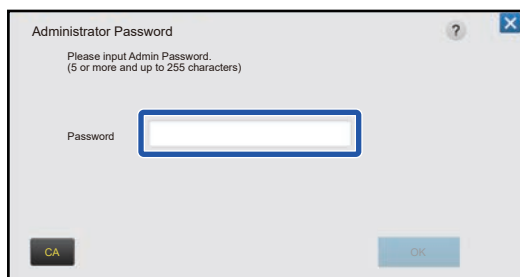 Administrator Password
?
Please input Admin Password.
(5 or more and up to 255 characters)
Password
CA
OK